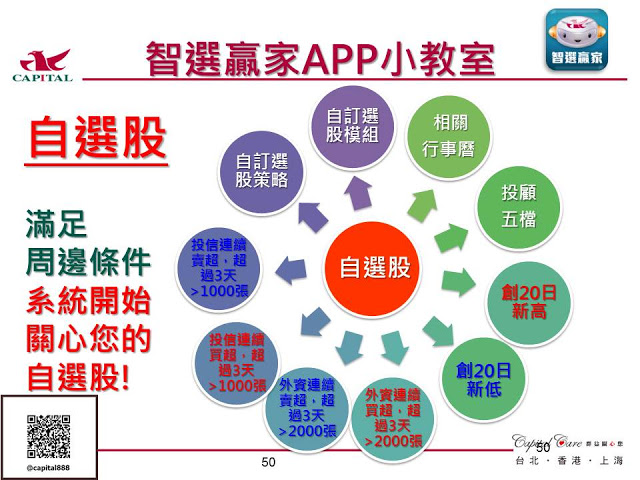 CAPITAL
智選贏家APP小教室
智選贏家
自選股
滿足
周邊條件
系統開始
關心您的
自選股!
自選股
自訂選
股模組
相關
行事曆
投顧
五檔
創20日
新高
創20日
新低
外資連續
買超，超
過3天
>2000張
外資連續
賣超，超
過3天
>2000張
投信連續
買超，超
過3天
>1000張
投信連續
賣超，超
過3天
>1000張
自訂選
股策略
@capital888
50
50
Capital Care 群益關心您
台北・香港・上海